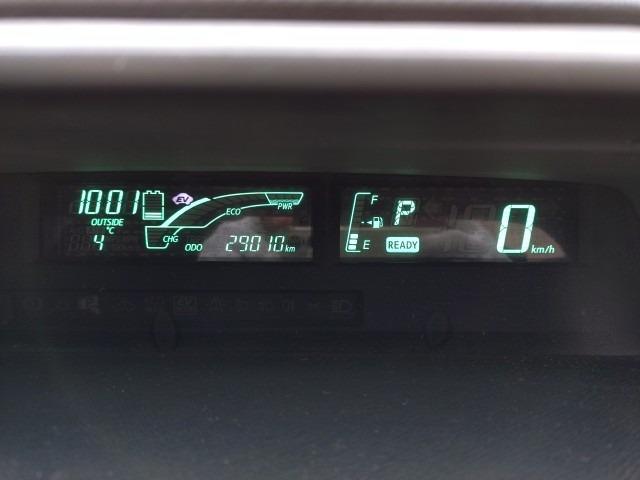 1001
OUTSIDE
4 °C
EV
ECO
PWR
CHG
ODO 29010 km
F
E
P
READY
0 km/h